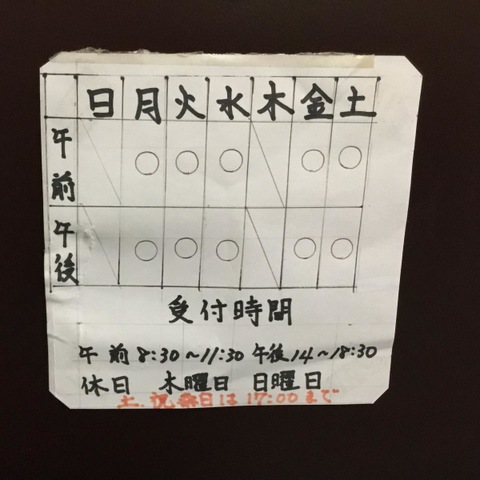 日 月 火 水 木 金 土
午前 ○ ○ ○ ○ ○
午後 ○ ○ ○ ○ ○
受付時間
午前 8:30~11:30 午後 14~18:30
休日 木曜日 日曜日
土、祝祭日は17:00まで